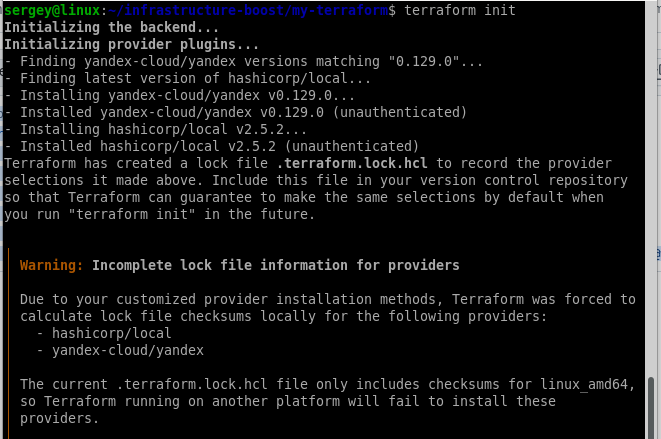 sergey@linux:~/infrastructure-boost/my-terraform$ terraform init
Initializing the backend...
Initializing provider plugins...
- Finding yandex-cloud/yandex versions matching "0.129.0"...
- Finding latest version of hashicorp/local...
- Installing yandex-cloud/yandex v0.129.0...
- Installed yandex-cloud/yandex v0.129.0 (unauthenticated)
- Installing hashicorp/local v2.5.2...
- Installed hashicorp/local v2.5.2 (unauthenticated)
Terraform has created a lock file .terraform.lock.hcl to record the provider
selections it made above. Include this file in your version control repository
so that Terraform can guarantee to make the same selections by default when
you run "terraform init" in the future.
Warning: Incomplete lock file information for providers
Due to your customized provider installation methods, Terraform was forced to
calculate lock file checksums locally for the following providers:
- hashicorp/local
- yandex-cloud/yandex
The current .terraform.lock.hcl file only includes checksums for linux_amd64,
so Terraform running on another platform will fail to install these
providers.